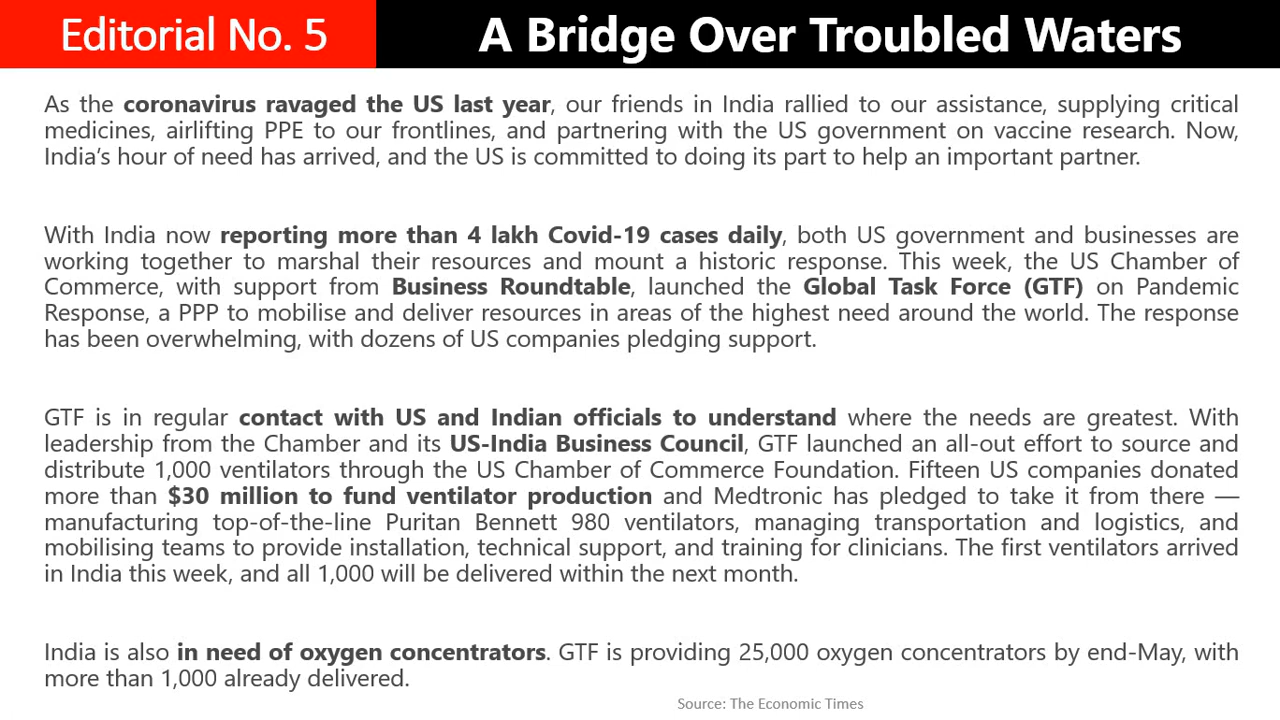 Editorial No. 5
A Bridge Over Troubled Waters
As the coronavirus ravaged the US last year, our friends in India rallied to our assistance, supplying critical
medicines, airlifting PPE to our frontlines, and partnering with the US government on vaccine research. Now,
India’s hour of need has arrived, and the US is committed to doing its part to help an important partner.
With India now reporting more than 4 lakh Covid-19 cases daily, both US government and businesses are
working together to marshal their resources and mount a historic response. This week, the US Chamber of
Commerce, with support from Business Roundtable, launched the Global Task Force (GTF) on Pandemic
Response, a PPP to mobilise and deliver resources in areas of the highest need around the world. The response
has been overwhelming, with dozens of US companies pledging support.
GTF is in regular contact with US and Indian officials to understand where the needs are greatest. With
leadership from the Chamber and its US-India Business Council, GTF launched an all-out effort to source and
distribute 1,000 ventilators through the US Chamber of Commerce Foundation. Fifteen US companies donated
more than $30 million to fund ventilator production and Medtronic has pledged to take it from there —
manufacturing top-of-the-line Puritan Bennett 980 ventilators, managing transportation and logistics, and
mobilising teams to provide installation, technical support, and training for clinicians. The first ventilators arrived
in India this week, and all 1,000 will be delivered within the next month.
India is also in need of oxygen concentrators. GTF is providing 25,000 oxygen concentrators by end-May, with
more than 1,000 already delivered.
Source: The Economic Times